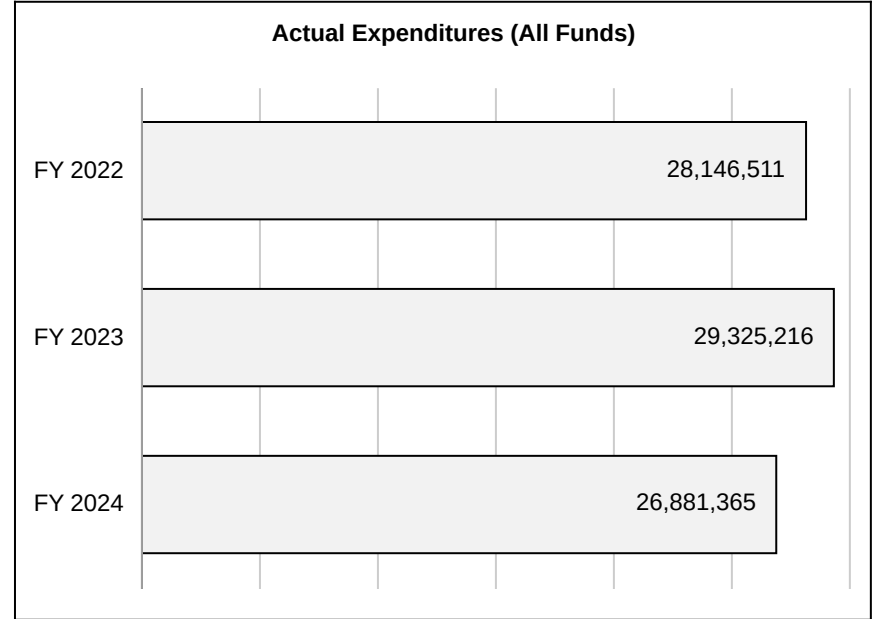 Actual Expenditures (All Funds)
FY 2022 28,146,511
FY 2023 29,325,216
FY 2024 26,881,365